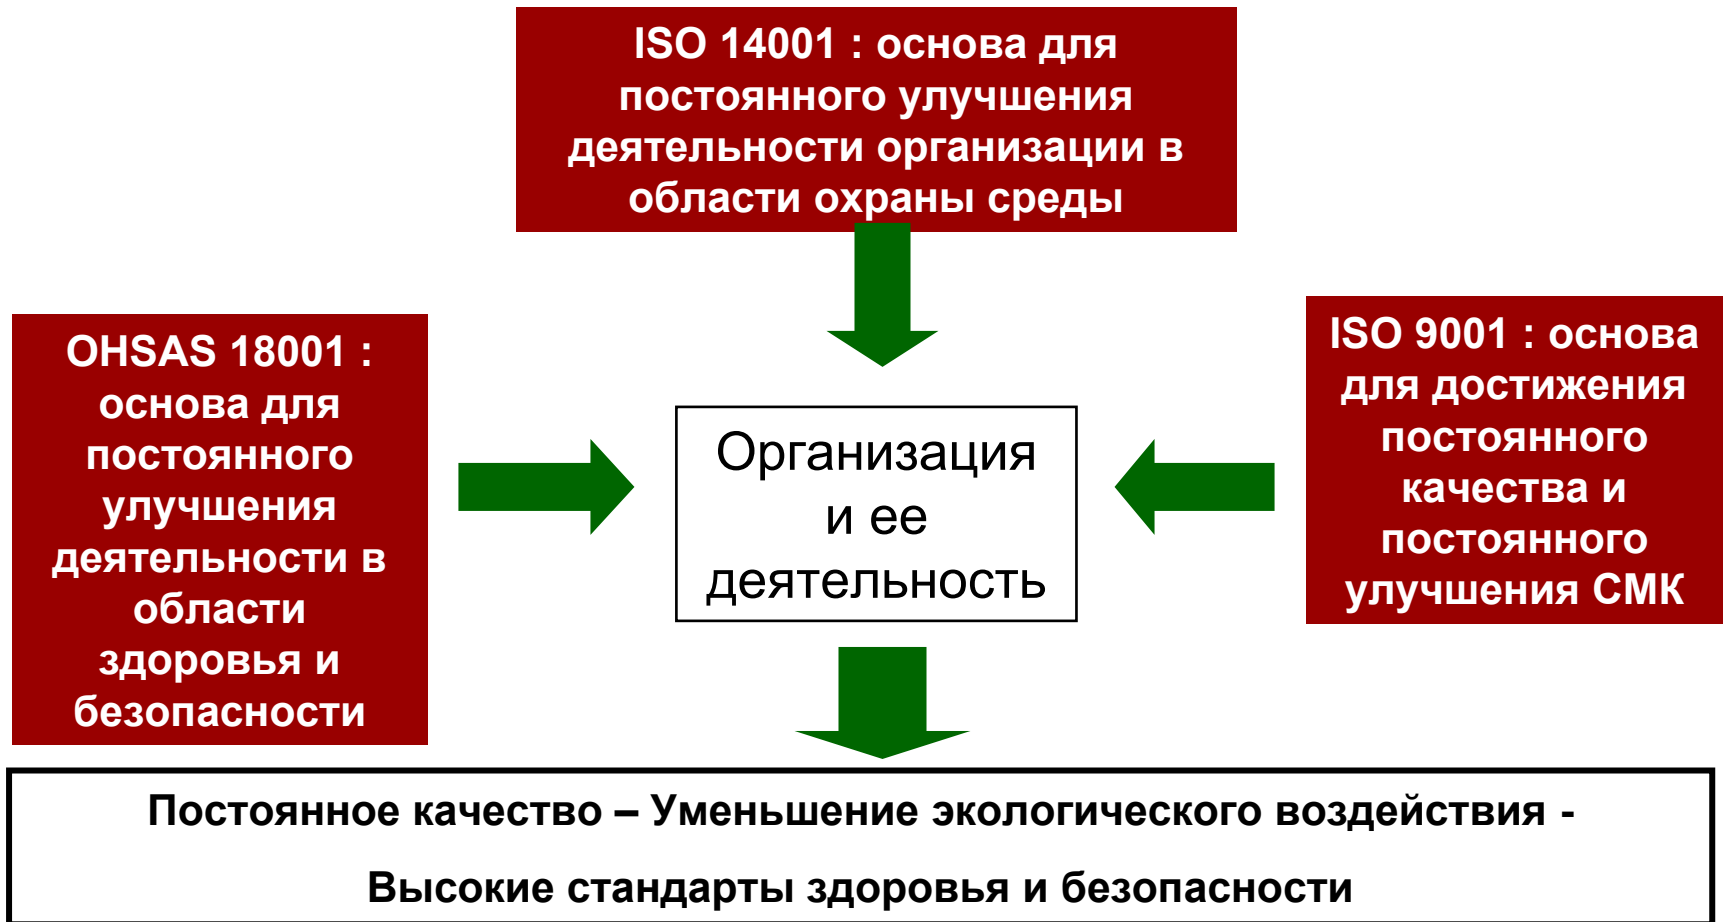 ISO 14001 : основа для
постоянного улучшения
деятельности организации в
области охраны среды
OHSAS 18001 :
основа для
постоянного
улучшения
деятельности в
области
здоровья и
безопасности
Организация
и ее
деятельность
ISO 9001 : основа
для достижения
постоянного
качества и
постоянного
улучшения СМК
Постоянное качество – Уменьшение экологического воздействия -
Высокие стандарты здоровья и безопасности